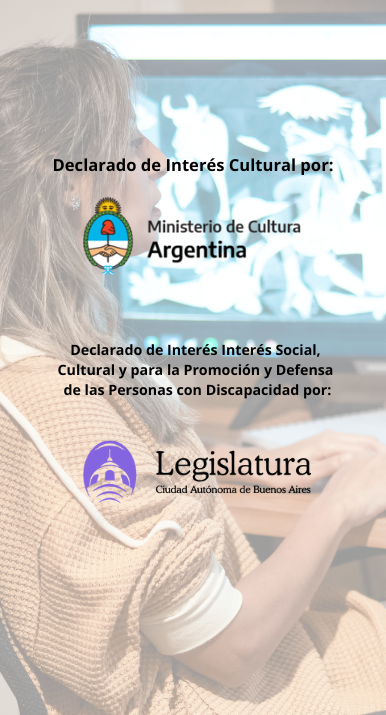 Declarado de Interés Cultural por:
Ministerio de Cultura
Argentina
Declarado de Interés Interés Social,
Cultural y para la Promoción y Defensa
de las Personas con Discapacidad por:
Legislatura
Ciudad Autónoma de Buenos Aires